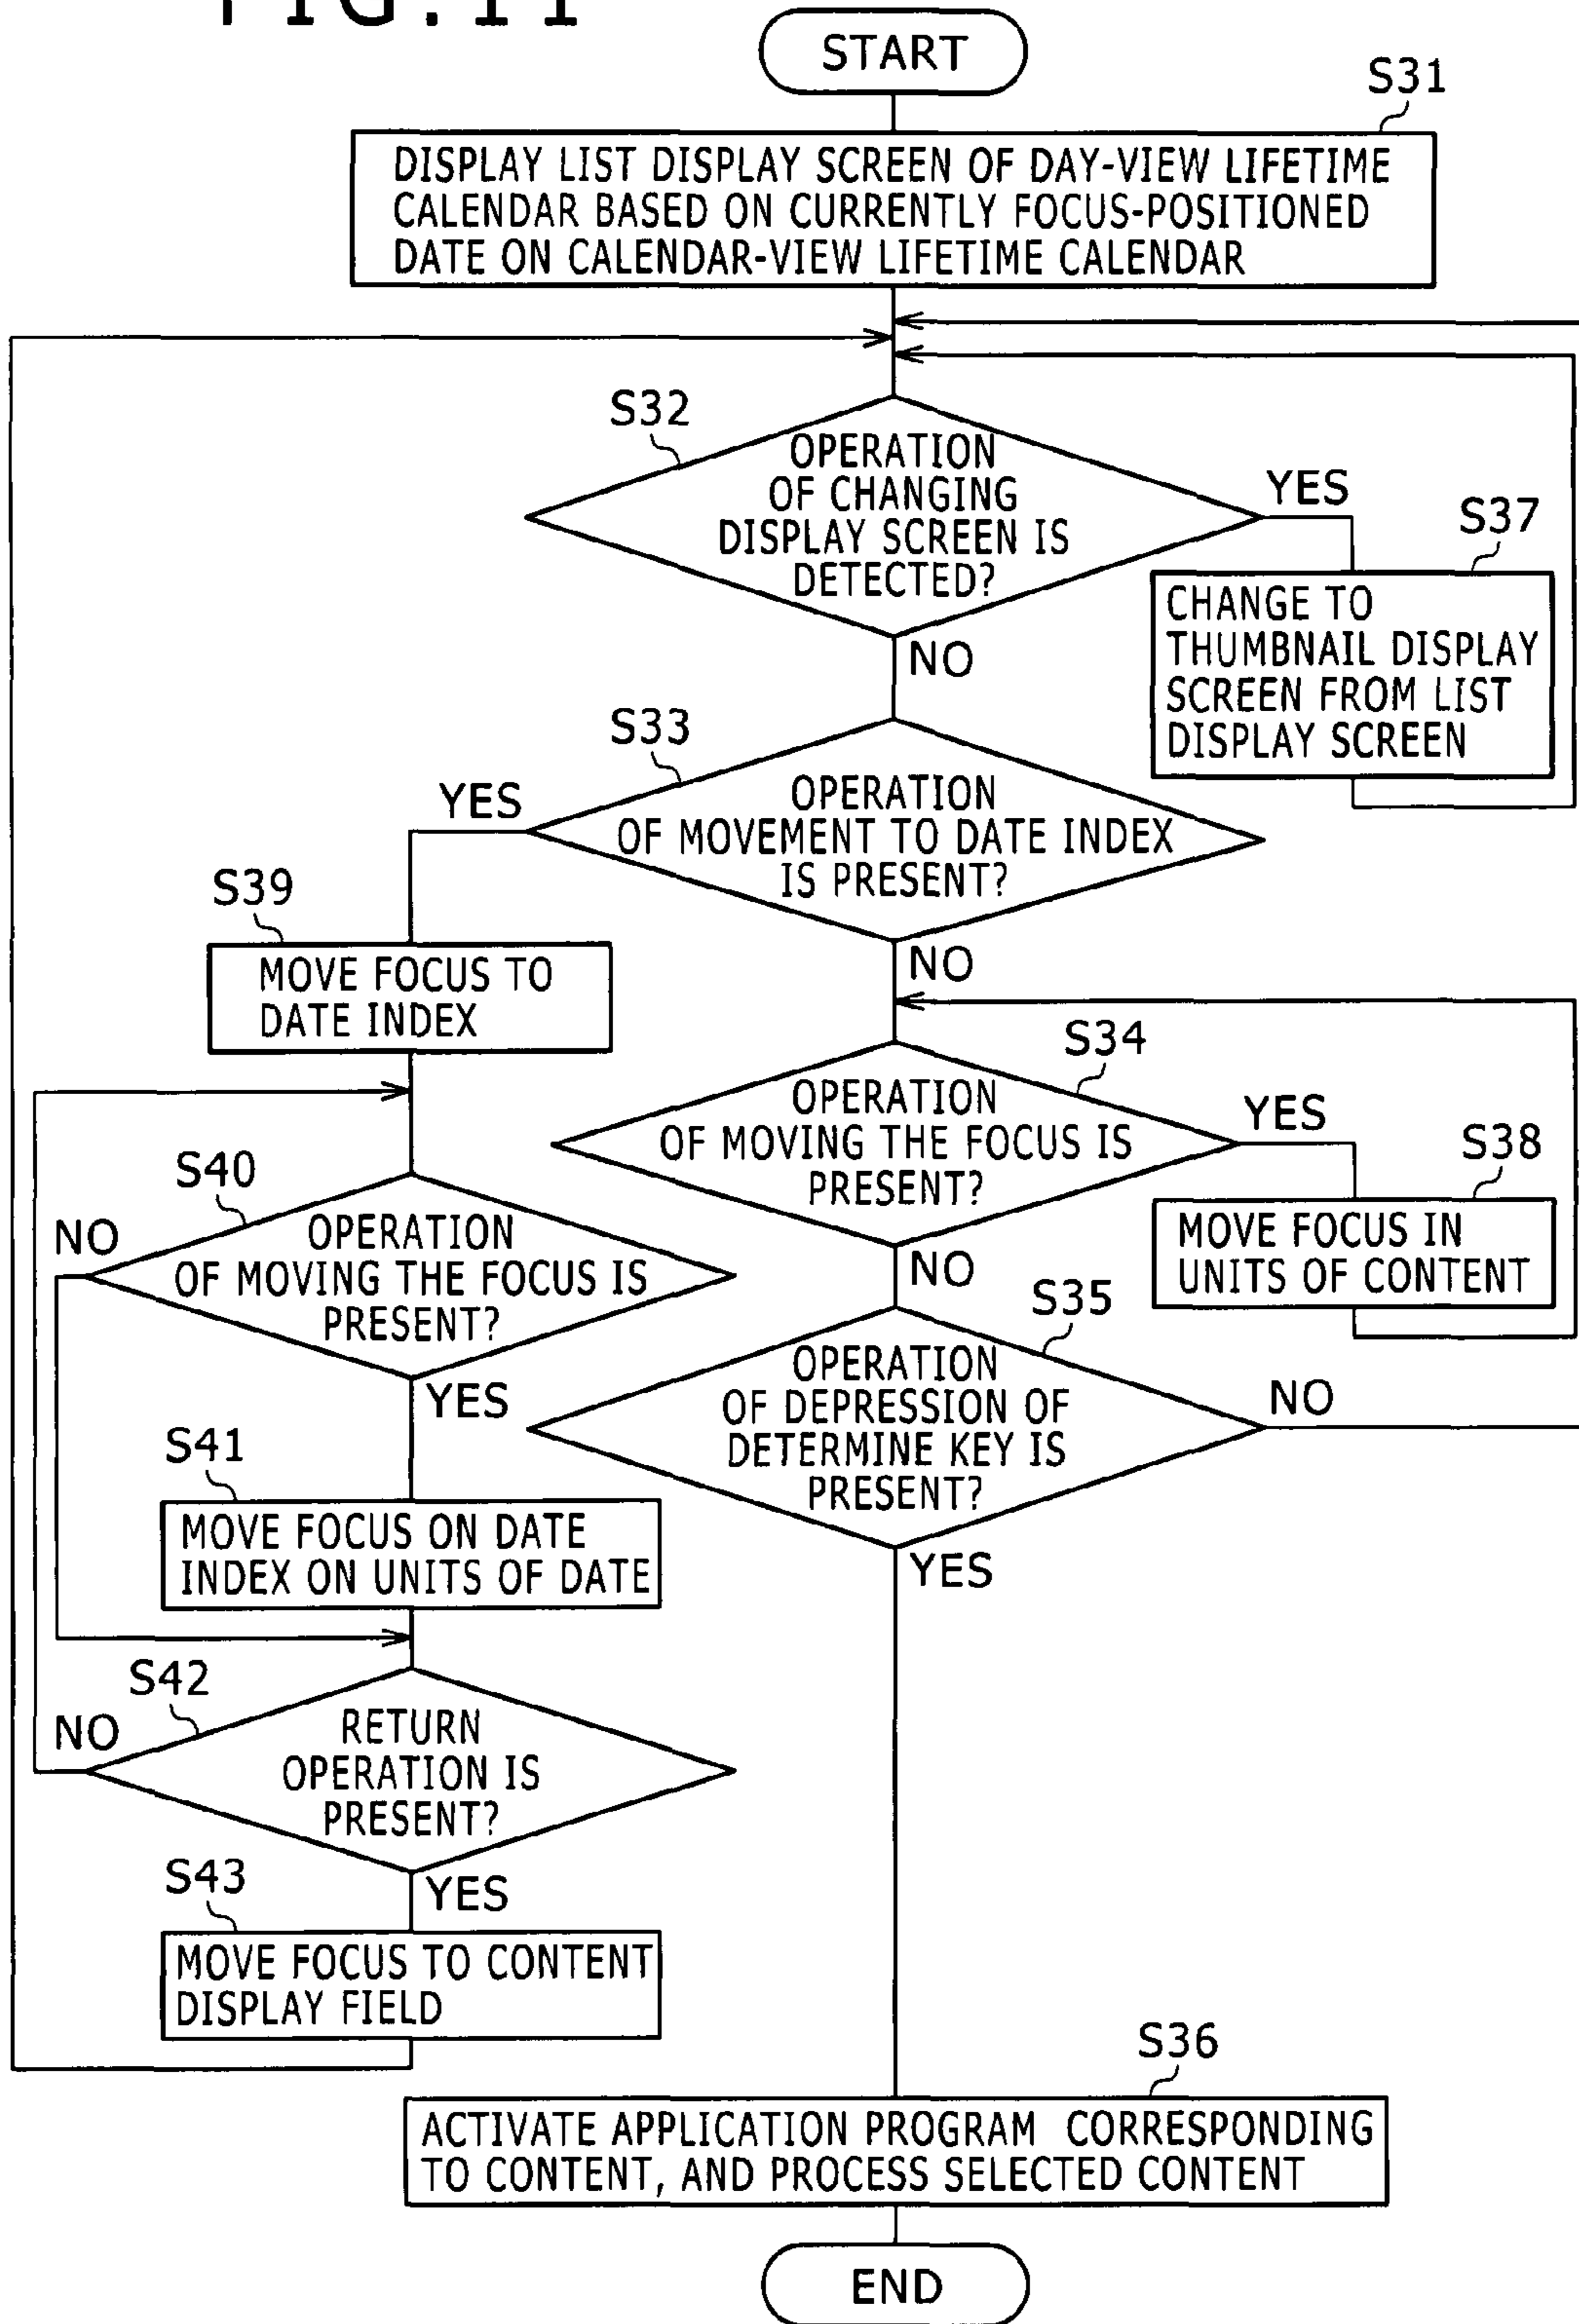 FIG.11
START
S31
DISPLAY LIST DISPLAY SCREEN OF DAY-VIEW LIFETIME
CALENDAR BASED ON CURRENTLY FOCUS-POSITIONED
DATE ON CALENDAR-VIEW LIFETIME CALENDAR
S32
OPERATION
OF CHANGING
DISPLAY SCREEN IS
DETECTED?
YES
NO
S37
CHANGE TO
THUMBNAIL DISPLAY
SCREEN FROM LIST
DISPLAY SCREEN
S33
OPERATION
OF MOVEMENT TO DATE INDEX
IS PRESENT?
YES
NO
S39
MOVE FOCUS TO
DATE INDEX
S34
OPERATION
OF MOVING THE FOCUS IS
PRESENT?
YES
NO
S38
MOVE FOCUS IN
UNITS OF CONTENT
S40
OPERATION
OF MOVING THE FOCUS IS
PRESENT?
NO
YES
S35
OPERATION
OF DEPRESSION OF
DETERMINE KEY IS
PRESENT?
NO
YES
S41
MOVE FOCUS ON DATE
INDEX ON UNITS OF DATE
S42
RETURN
OPERATION IS
PRESENT?
NO
YES
S43
MOVE FOCUS TO CONTENT
DISPLAY FIELD
S36
ACTIVATE APPLICATION PROGRAM CORRESPONDING
TO CONTENT, AND PROCESS SELECTED CONTENT
END